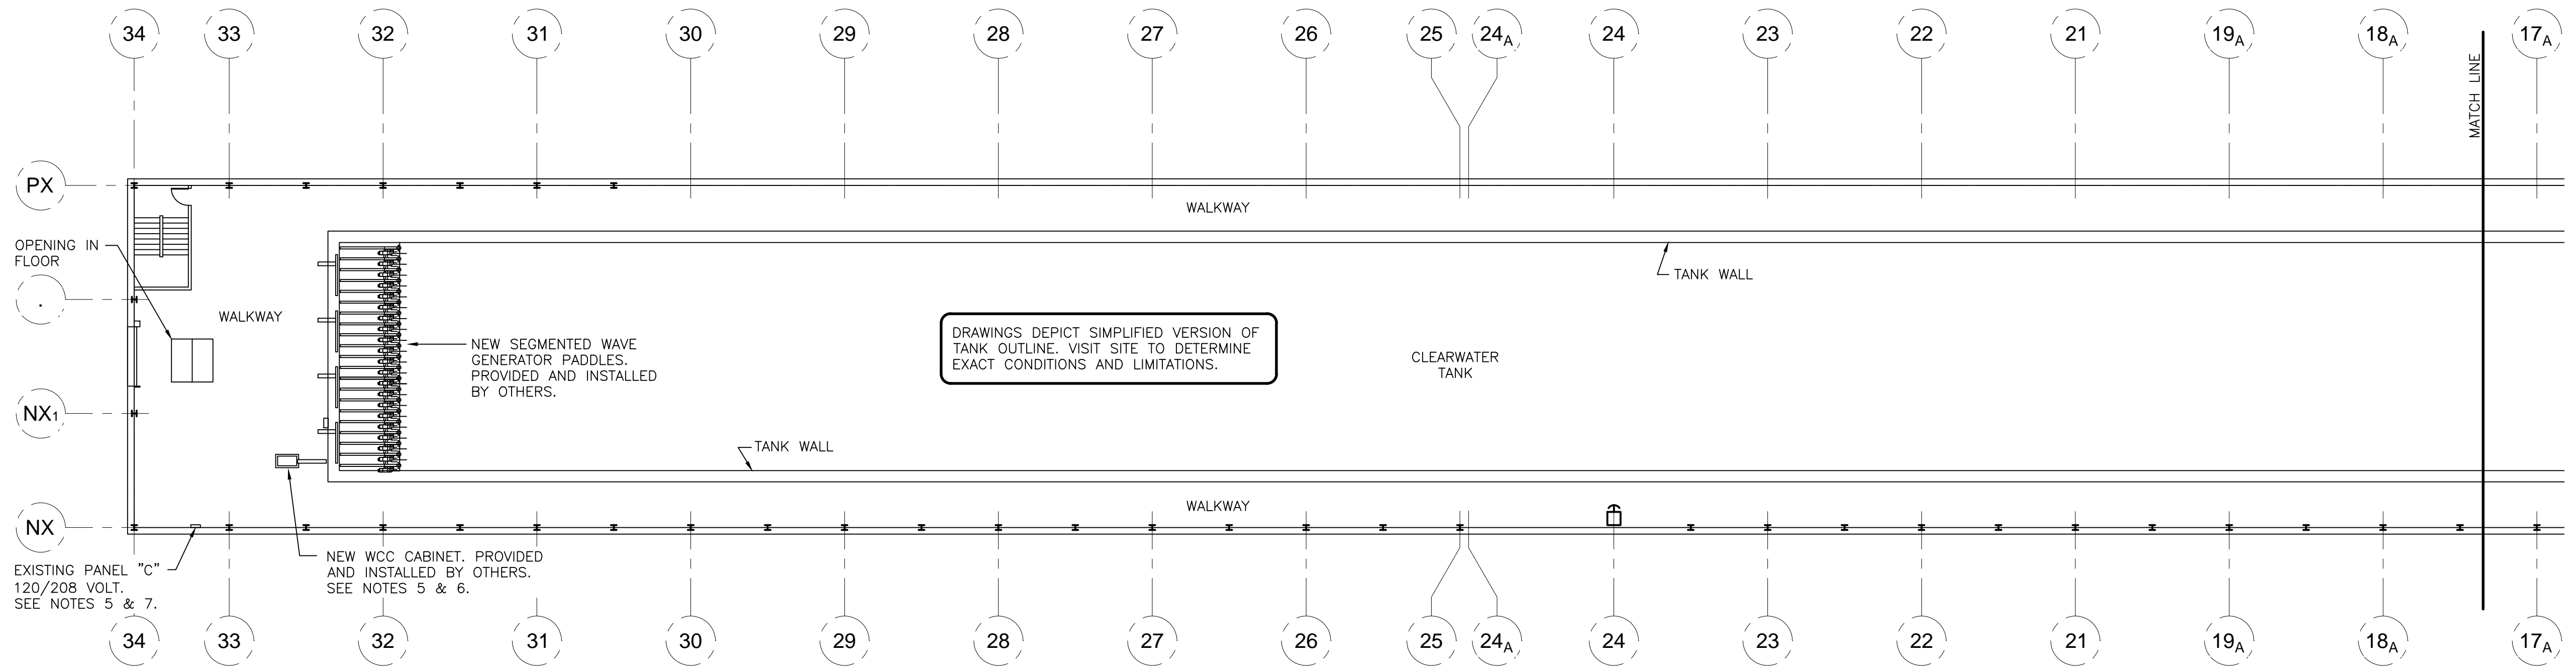 34 33 32 31 30 29 28 27 26 25 24A 24 23 22 21 19A 18A 17A
MATCH LINE
PX
WALKWAY
OPENING IN
FLOOR
TANK WALL
.
WALKWAY
NEW SEGMENTED WAVE
GENERATOR PADDLES.
PROVIDED AND INSTALLED
BY OTHERS.
DRAWINGS DEPICT SIMPLIFIED VERSION OF
TANK OUTLINE. VISIT SITE TO DETERMINE
EXACT CONDITIONS AND LIMITATIONS.
CLEARWATER
TANK
NX1
TANK WALL
WALKWAY
NX
NEW WCC CABINET. PROVIDED
AND INSTALLED BY OTHERS.
SEE NOTES 5 & 6.
EXISTING PANEL "C"
120/208 VOLT.
SEE NOTES 5 & 7.
34 33 32 31 30 29 28 27 26 25 24A 24 23 22 21 19A 18A 17A